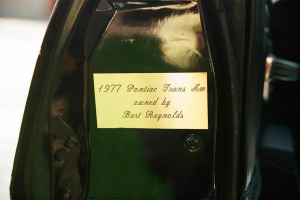 1977 Pontiac Trans Am
owned by
Burt Reynolds